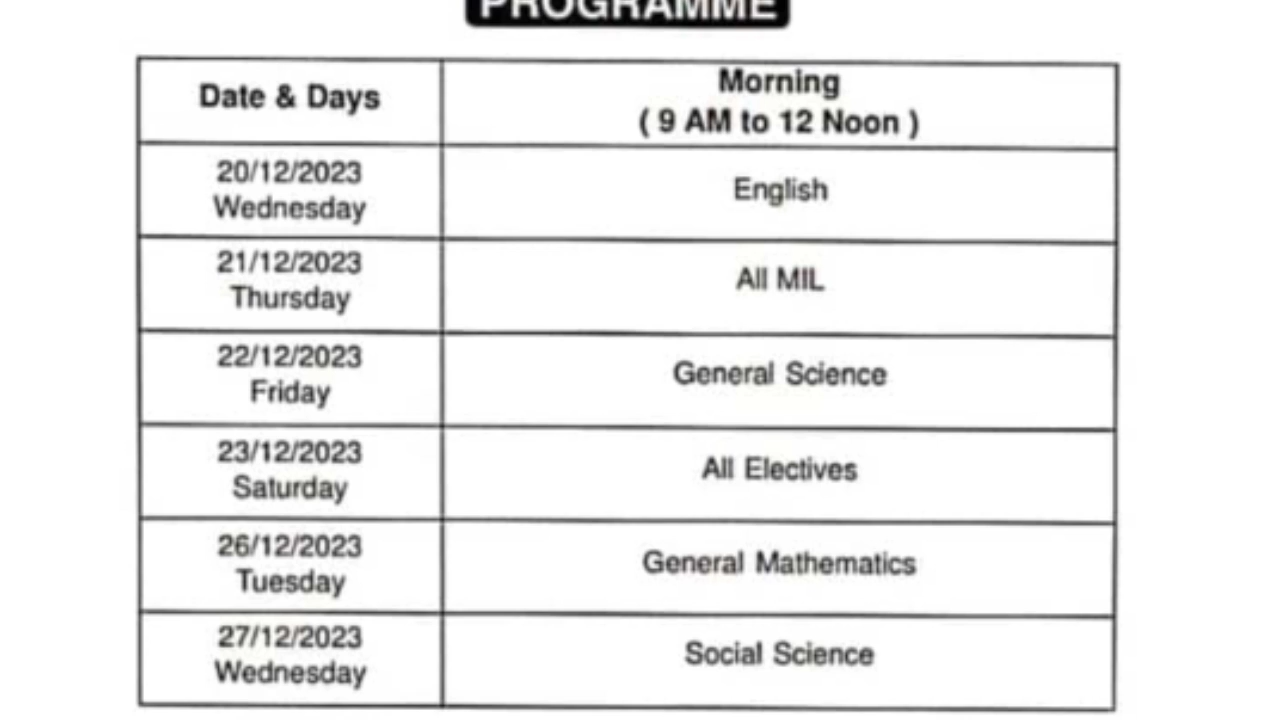 PROGRAMME
Date & Days
Morning
( 9 AM to 12 Noon )
20/12/2023
Wednesday
English
21/12/2023
Thursday
All MIL
22/12/2023
Friday
General Science
23/12/2023
Saturday
All Electives
26/12/2023
Tuesday
General Mathematics
27/12/2023
Wednesday
Social Science